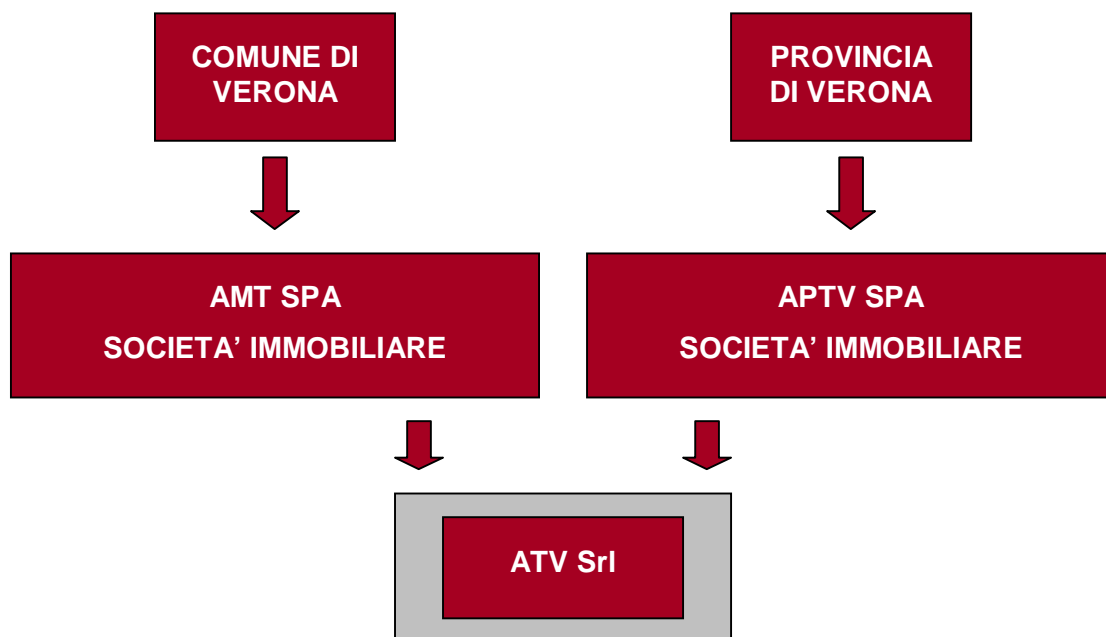 COMUNE DI
VERONA
PROVINCIA
DI VERONA
AMT SPA
SOCIETA’ IMMOBILIARE
APTV SPA
SOCIETA’ IMMOBILIARE
ATV Srl